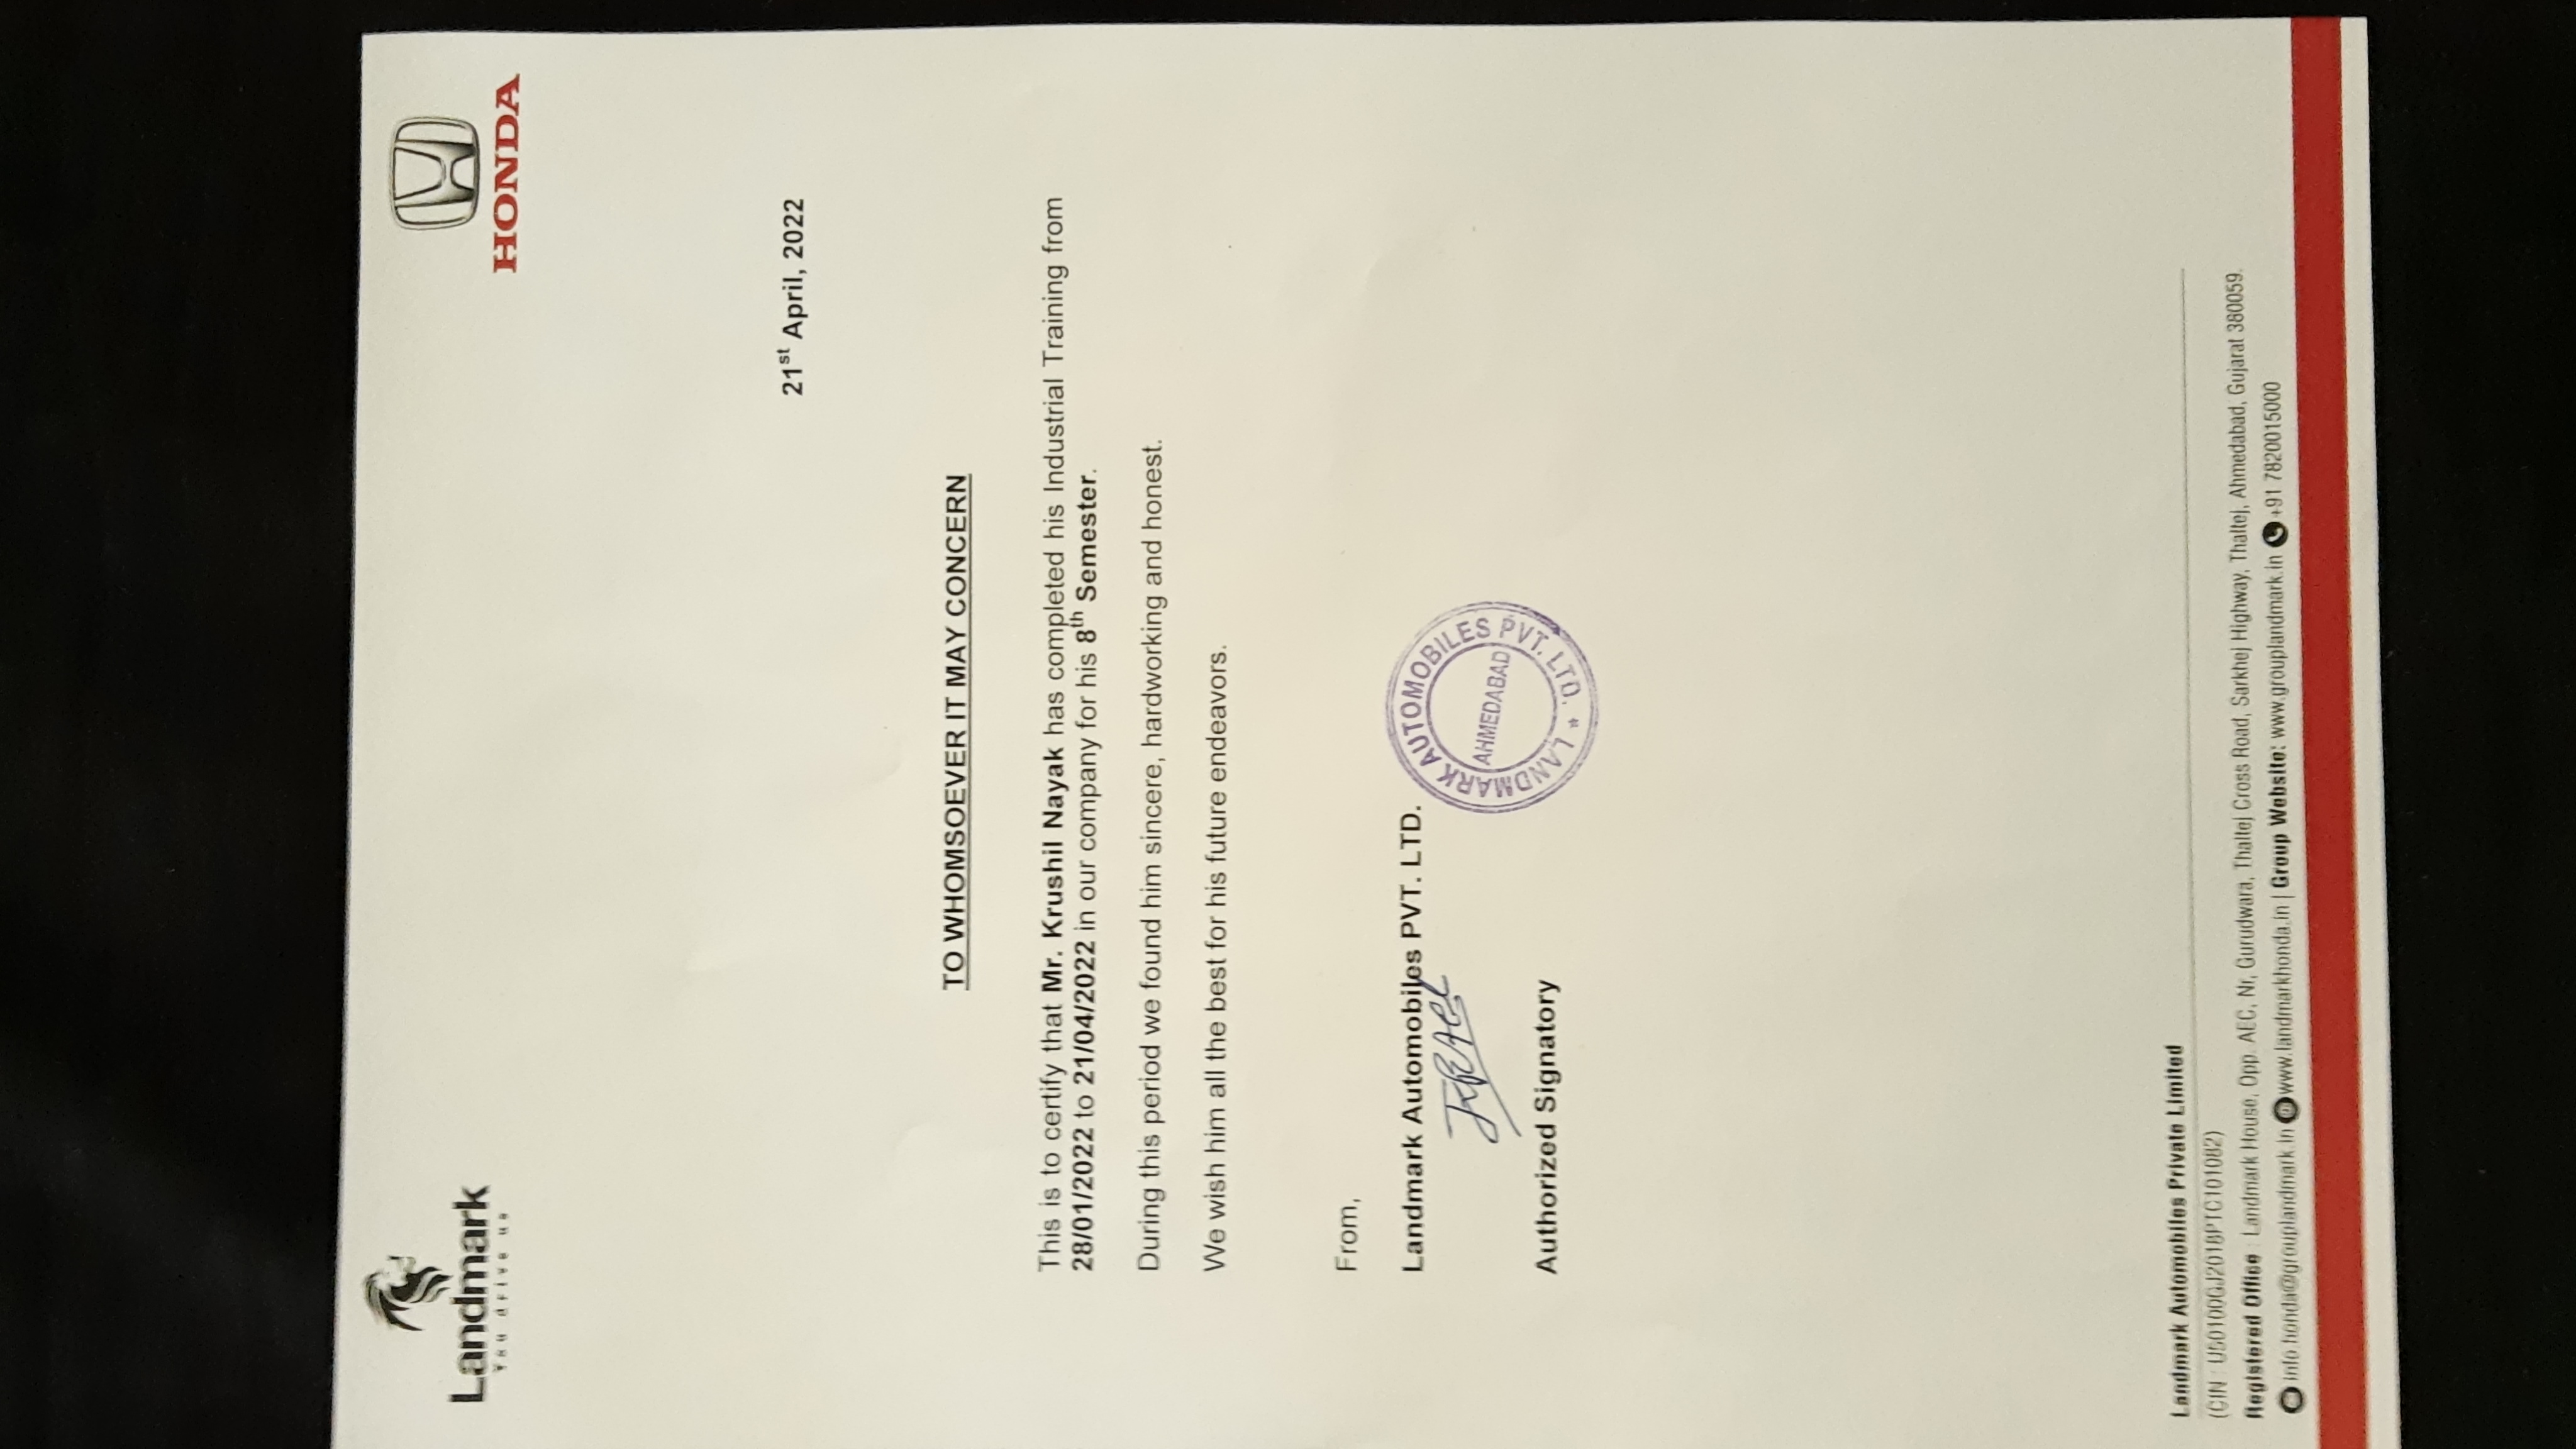 Landmark
You drive us
HONDA
21st April, 2022
TO WHOMSOEVER IT MAY CONCERN
This is to certify that Mr. Krushil Nayak has completed his Industrial Training from
28/01/2022 to 21/04/2022 in our company for his 8th Semester.
During this period we found him sincere, hardworking and honest.
We wish him all the best for his future endeavors.
From,
Landmark Automobiles PVT. LTD.
LANDMARK AUTOMOBILES PVT. LTD. *
AHMEDABAD
Authorized Signatory
Landmark Automobiles Private Limited
(CIN : U50100GJ2018PTC101082)
Registered Office : Landmark House, Opp. AEC, Nr, Gurudwara, Thaltej Cross Road, Sarkhej Highway, Thaltej, Ahmedabad, Gujarat 380059.
info.honda@grouplandmark.in www.landmarkhonda.in | Group Website: www.grouplandmark.in +91 7820015000